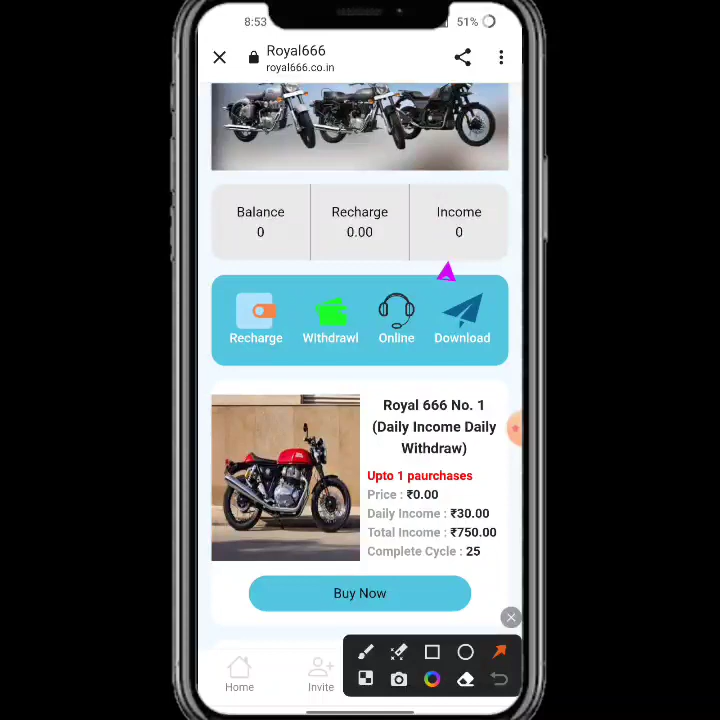 8:53
51%
Royal666
royal666.co.in
Balance
Recharge
Income
0
0.00
0
Recharge
Withdrawl
Online
Download
Royal 666 No. 1
(Daily Income Daily
Withdraw)
Upto 1 paurchases
Price : ₹0.00
Daily Income : ₹30.00
Total Income : ₹750.00
Complete Cycle : 25
Buy Now
Home
Invite